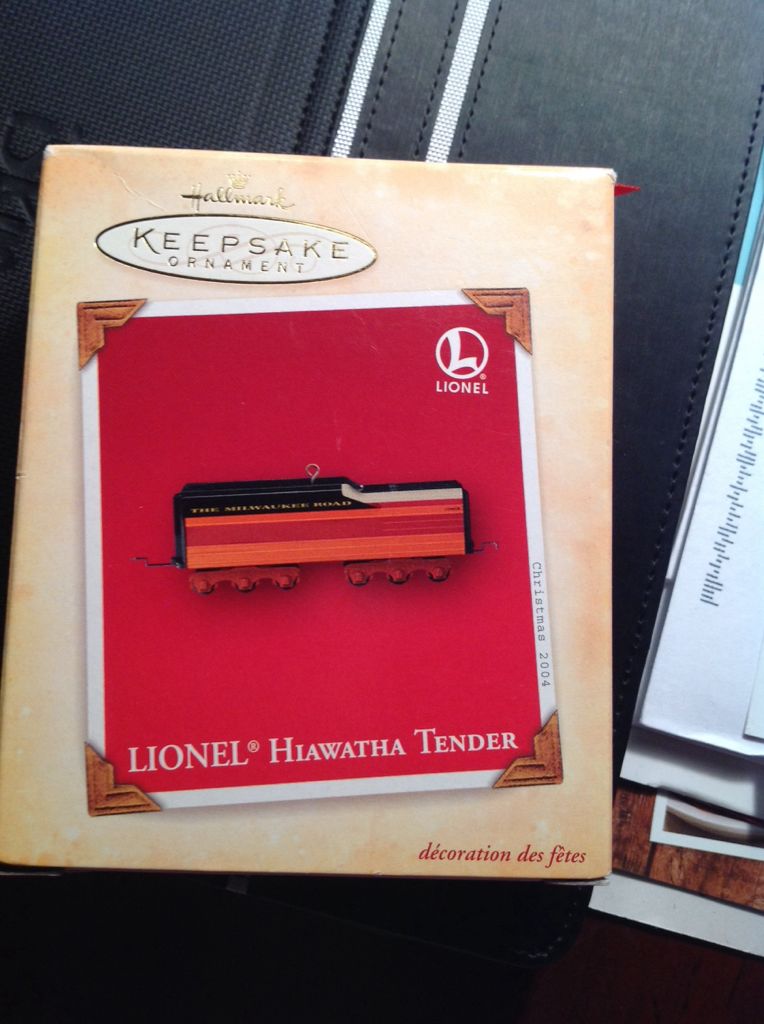 Hallmark
KEEPSAKE
ORNAMENT
L®
LIONEL
THE MILWAUKEE ROAD
Christmas 2004
LIONEL® HIAWATHA TENDER
décoration des fêtes